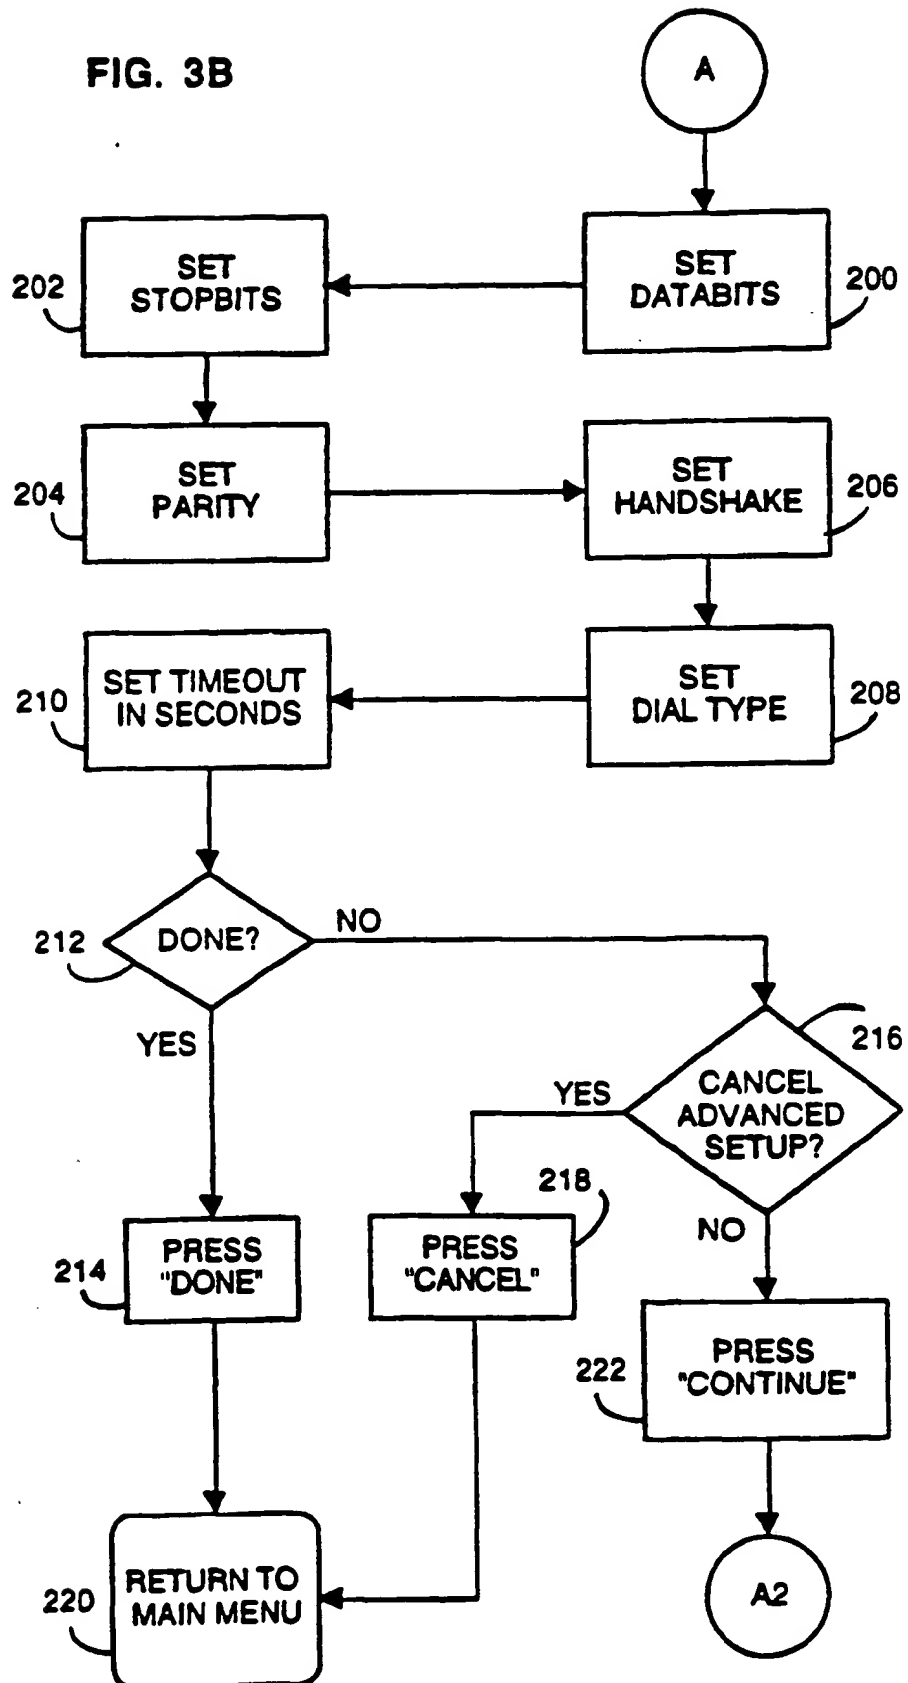 FIG. 3B
A
SET
DATABITS
200
SET
STOPBITS
202
SET
PARITY
204
SET
HANDSHAKE
206
SET
DIAL TYPE
208
SET TIMEOUT
IN SECONDS
210
DONE?
212
NO
YES
CANCEL
ADVANCED
SETUP?
216
YES
NO
PRESS
"DONE"
214
PRESS
"CANCEL"
218
PRESS
"CONTINUE"
222
RETURN TO
MAIN MENU
220
A2